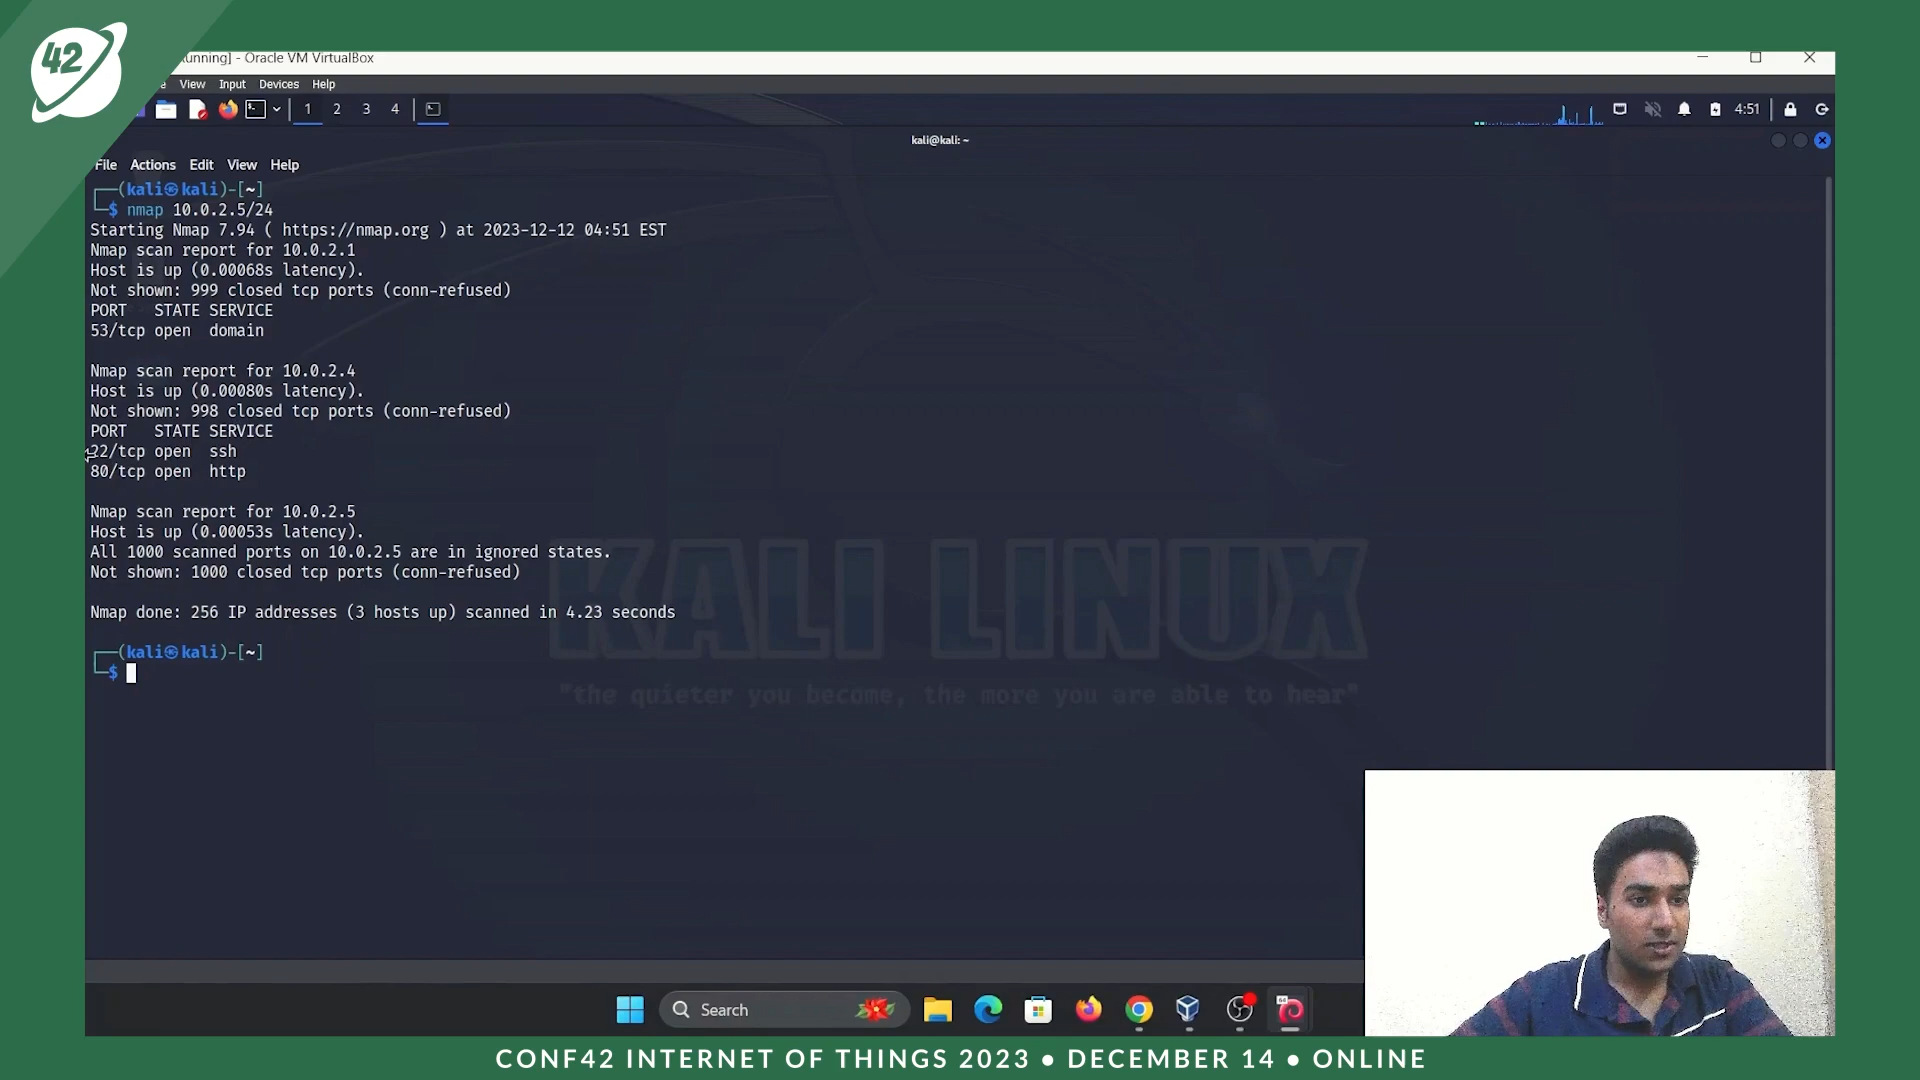 42
unning] - Oracle VM VirtualBox
e View Input Devices Help
1 2 3 4 4:51
kali@kali: ~
File Actions Edit View Help
┌──(kali㉿kali)-[~]
└─$ nmap 10.0.2.5/24
Starting Nmap 7.94 ( https://nmap.org ) at 2023-12-12 04:51 EST
Nmap scan report for 10.0.2.1
Host is up (0.00068s latency).
Not shown: 999 closed tcp ports (conn-refused)
PORT   STATE SERVICE
53/tcp open  domain
Nmap scan report for 10.0.2.4
Host is up (0.00080s latency).
Not shown: 998 closed tcp ports (conn-refused)
PORT   STATE SERVICE
22/tcp open  ssh
80/tcp open  http
Nmap scan report for 10.0.2.5
Host is up (0.00053s latency).
All 1000 scanned ports on 10.0.2.5 are in ignored states.
Not shown: 1000 closed tcp ports (conn-refused)
Nmap done: 256 IP addresses (3 hosts up) scanned in 4.23 seconds
┌──(kali㉿kali)-[~]
└─$
KALI LINUX
"the quieter you become, the more you are able to hear"
Search
64
CONF42 INTERNET OF THINGS 2023 • DECEMBER 14 • ONLINE